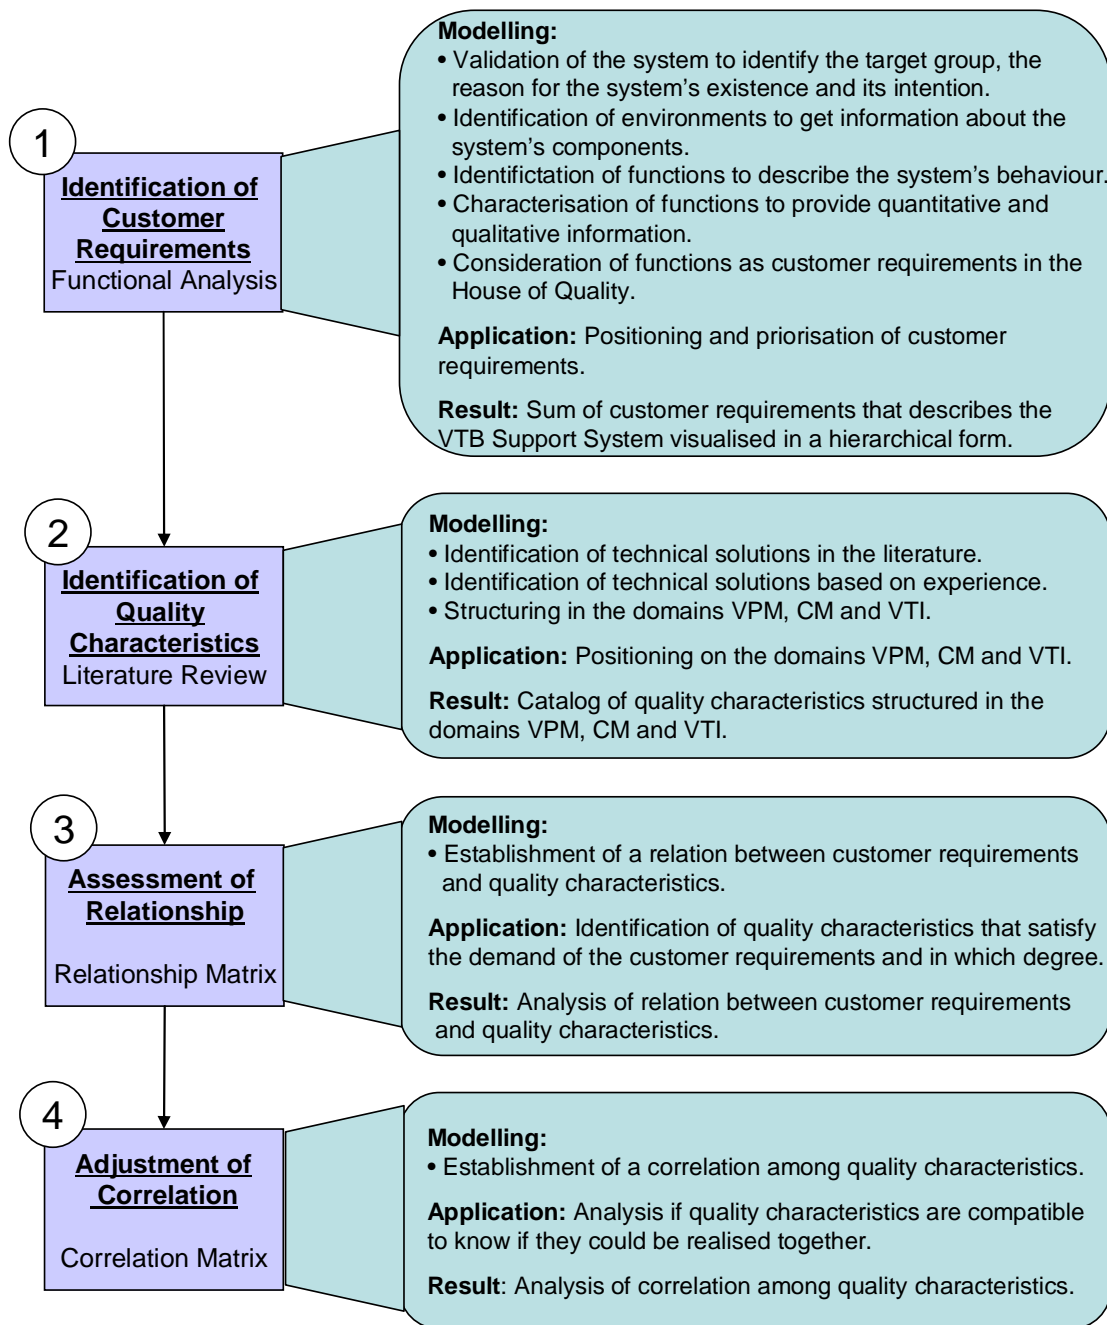 1
Identification of
Customer
Requirements
Functional Analysis
Modelling:
• Validation of the system to identify the target group, the
reason for the system’s existence and its intention.
• Identification of environments to get information about the
system’s components.
• Identifictation of functions to describe the system’s behaviour.
• Characterisation of functions to provide quantitative and
qualitative information.
• Consideration of functions as customer requirements in the
House of Quality.
Application: Positioning and priorisation of customer
requirements.
Result: Sum of customer requirements that describes the
VTB Support System visualised in a hierarchical form.
2
Identification of
Quality
Characteristics
Literature Review
Modelling:
• Identification of technical solutions in the literature.
• Identification of technical solutions based on experience.
• Structuring in the domains VPM, CM and VTI.
Application: Positioning on the domains VPM, CM and VTI.
Result: Catalog of quality characteristics structured in the
domains VPM, CM and VTI.
3
Assessment of
Relationship
Relationship Matrix
Modelling:
• Establishment of a relation between customer requirements
and quality characteristics.
Application: Identification of quality characteristics that satisfy
the demand of the customer requirements and in which degree.
Result: Analysis of relation between customer requirements
and quality characteristics.
4
Adjustment of
Correlation
Correlation Matrix
Modelling:
• Establishment of a correlation among quality characteristics.
Application: Analysis if quality characteristics are compatible
to know if they could be realised together.
Result: Analysis of correlation among quality characteristics.